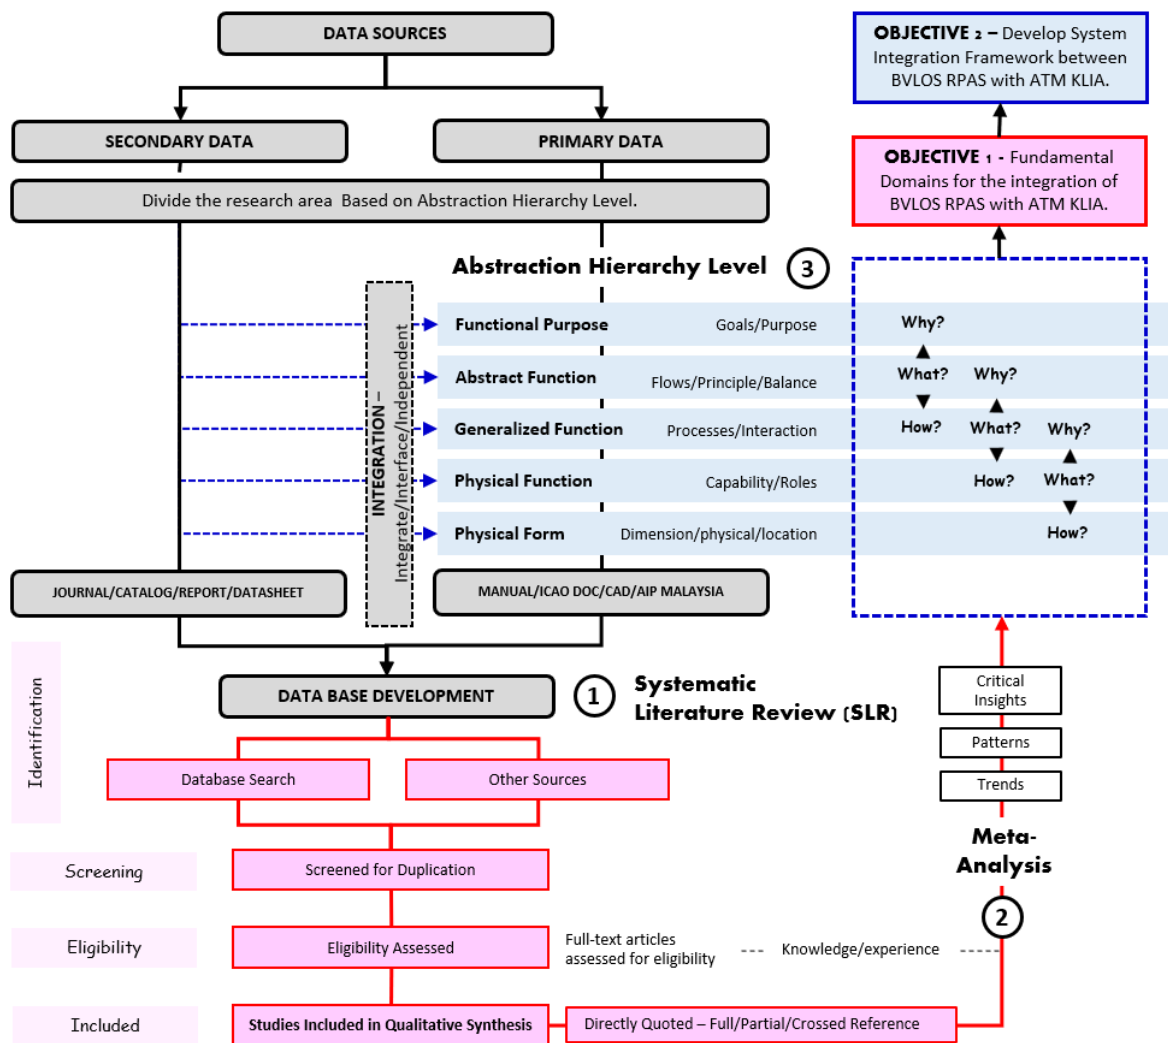 DATA SOURCES
SECONDARY DATA
PRIMARY DATA
Divide the research area Based on Abstraction Hierarchy Level.
OBJECTIVE 2 – Develop System
Integration Framework between
BVLOS RPAS with ATM KLIA.
OBJECTIVE 1 - Fundamental
Domains for the integration of
BVLOS RPAS with ATM KLIA.
Abstraction Hierarchy Level
3
INTEGRATION –
Integrate/Interface/Independent
Functional Purpose
Goals/Purpose
Why?
Abstract Function
Flows/Principle/Balance
What?
Why?
Generalized Function
Processes/Interaction
How?
What?
Why?
Physical Function
Capability/Roles
How?
What?
Physical Form
Dimension/physical/location
How?
JOURNAL/CATALOG/REPORT/DATASHEET
MANUAL/ICAO DOC/CAD/AIP MALAYSIA
Identification
DATA BASE DEVELOPMENT
1
Systematic
Literature Review (SLR)
Database Search
Other Sources
Critical
Insights
Patterns
Trends
Meta-
Analysis
2
Screening
Screened for Duplication
Eligibility
Eligibility Assessed
Full-text articles
assessed for eligibility
Knowledge/experience
Included
Studies Included in Qualitative Synthesis
Directly Quoted – Full/Partial/Crossed Reference